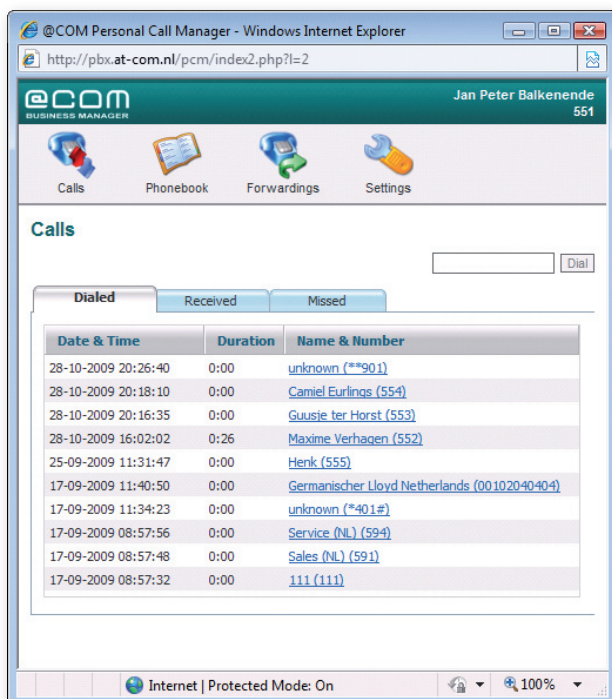 @COM Personal Call Manager - Windows Internet Explorer
http://pbx.at-com.nl/pcm/index2.php?l=2
@COM
BUSINESS MANAGER
Jan Peter Balkenende
551
Calls Phonebook Forwardings Settings
Calls
Dial
Dialed Received Missed
Date & Time Duration Name & Number
28-10-2009 20:26:40 0:00 unknown (**901)
28-10-2009 20:18:10 0:00 Camiel Eurlings (554)
28-10-2009 20:16:35 0:00 Guusje ter Horst (553)
28-10-2009 16:02:02 0:26 Maxime Verhagen (552)
25-09-2009 11:31:47 0:00 Henk (555)
17-09-2009 11:40:50 0:00 Germanischer Lloyd Netherlands (00102040404)
17-09-2009 11:34:23 0:00 unknown (*401#)
17-09-2009 08:57:56 0:00 Service (NL) (594)
17-09-2009 08:57:48 0:00 Sales (NL) (591)
17-09-2009 08:57:32 0:00 111 (111)
Internet | Protected Mode: On 100%